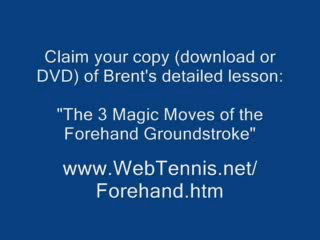 Claim your copy (download or
DVD) of Brent's detailed lesson:
"The 3 Magic Moves of the
Forehand Groundstroke"
www.WebTennis.net/
Forehand.htm